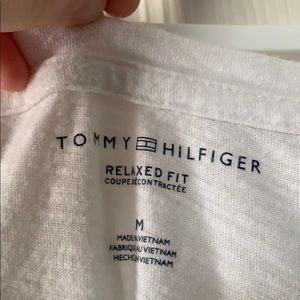 TOMMY HILFIGER
RELAXED FIT
COUPE DÉCONTRACTÉE
M
MADE IN VIETNAM
FABRIQUÉ AU VIETNAM
HECHO EN VIETNAM